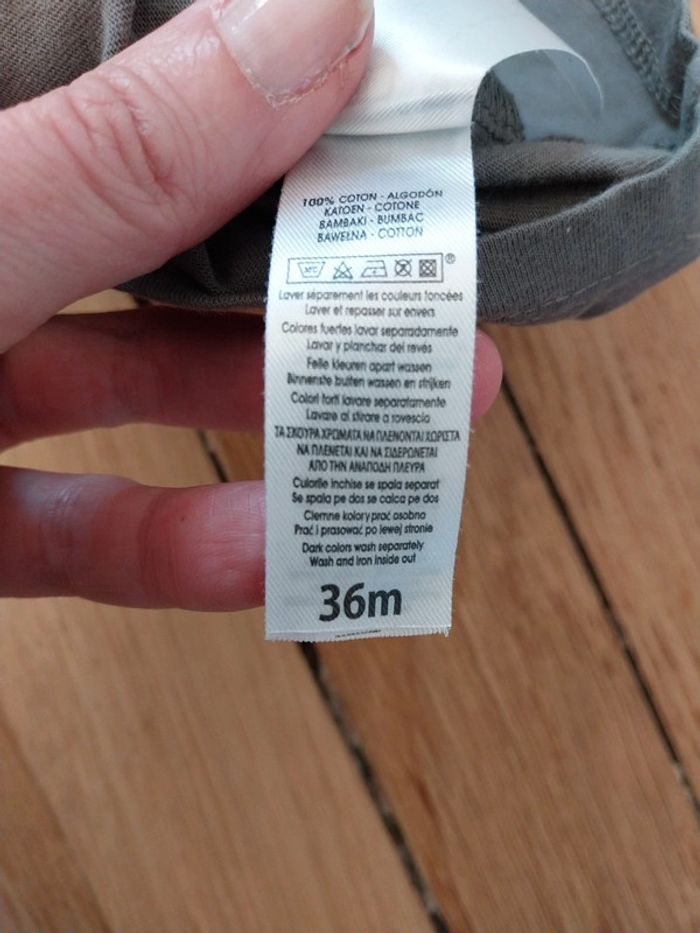 100% COTON - ALGODÓN
KATOEN - COTONE
BAMBAKI - BUMBAC
BAWEŁNA - COTTON
30°C
®
Laver séparement les couleurs foncées
Laver et repasser sur envers
Colores fuertes lavar separadamente
Lavar y planchar del revés
Felle kleuren apart wassen
Binnenste buiten wassen en strijken
Colori forti lavare separatamente
Lavare al stirare a rovescio
ΤΑ ΣΚΟΥΡΑ ΧΡΩΜΑΤΑ ΝΑ ΠΛΕΝΟΝΤΑΙ ΧΩΡΙΣΤΑ
ΝΑ ΠΛΕΝΕΤΑΙ ΚΑΙ ΝΑ ΣΙΔΕΡΩΝΕΤΑΙ
ΑΠΟ ΤΗΝ ΑΝΑΠΟΔΗ ΠΛΕΥΡΑ
Culorile inchise se spala separat
Se spala pe dos se calca pe dos
Ciemne kolory prać osobno
Prać i prasować po lewej stronie
Dark colors wash separately
Wash and iron inside out
36m